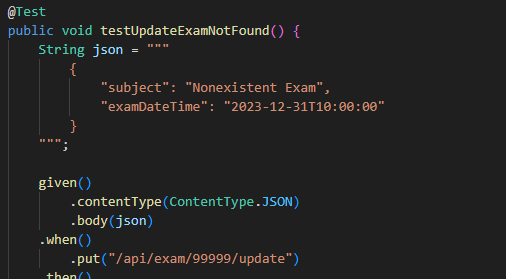 @Test
public void testUpdateExamNotFound() {
    String json = """
        {
            "subject": "Nonexistent Exam",
            "examDateTime": "2023-12-31T10:00:00"
        }
    """;

    given()
        .contentType(ContentType.JSON)
        .body(json)
    .when()
        .put("/api/exam/99999/update")
    .then()